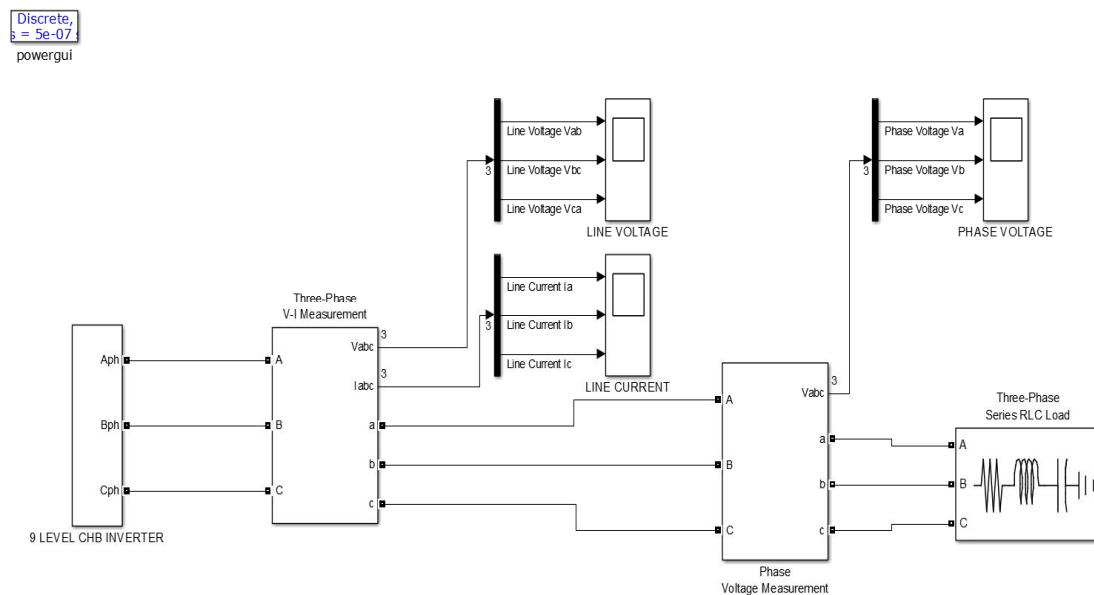 Discrete,
s = 5e-07 s
powergui
3
Line Voltage Vab
Line Voltage Vbc
Line Voltage Vca
LINE VOLTAGE
3
Phase Voltage Va
Phase Voltage Vb
Phase Voltage Vc
PHASE VOLTAGE
3
Line Current Ia
Line Current Ib
Line Current Ic
LINE CURRENT
Aph
Bph
Cph
9 LEVEL CHB INVERTER
Three-Phase
V-I Measurement
A
B
C
Vabc
3
Iabc
3
a
b
c
A
B
C
Vabc
3
a
b
c
Phase
Voltage Measurement
Three-Phase
Series RLC Load
A
B
C